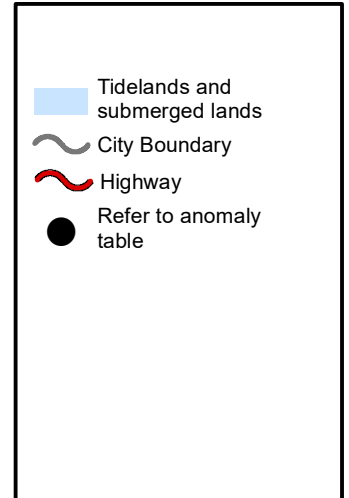 Tidelands and
submerged lands
City Boundary
Highway
Refer to anomaly
table